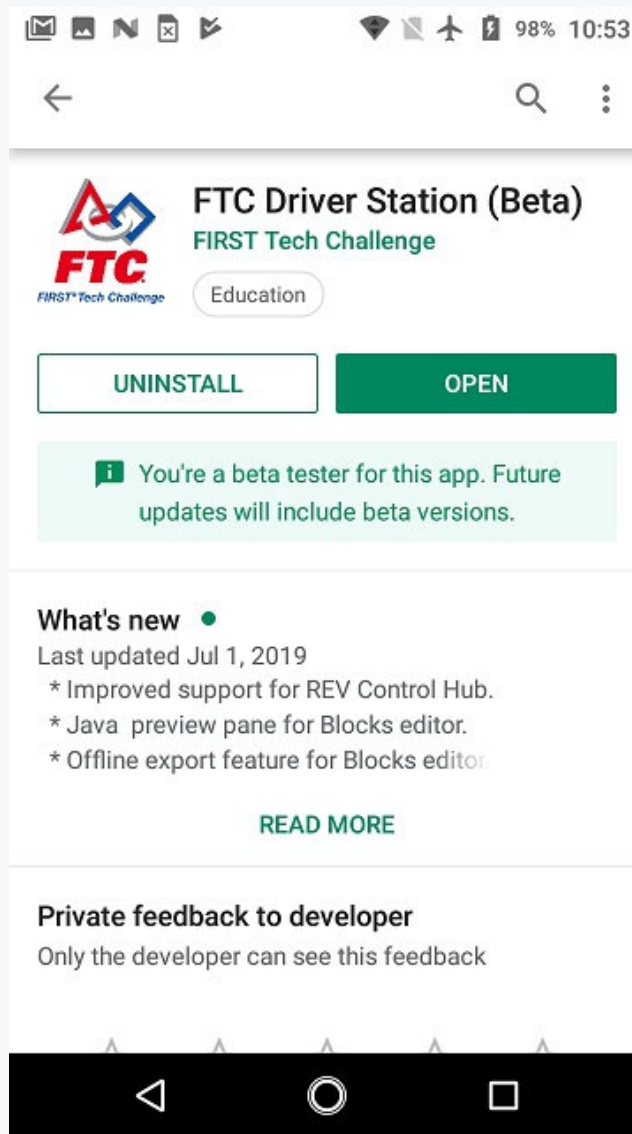 98% 10:53
FTC Driver Station (Beta)
FIRST Tech Challenge
FTC
FIRST® Tech Challenge
Education
UNINSTALL
OPEN
You're a beta tester for this app. Future
updates will include beta versions.
What's new
Last updated Jul 1, 2019
* Improved support for REV Control Hub.
* Java preview pane for Blocks editor.
* Offline export feature for Blocks editor
READ MORE
Private feedback to developer
Only the developer can see this feedback